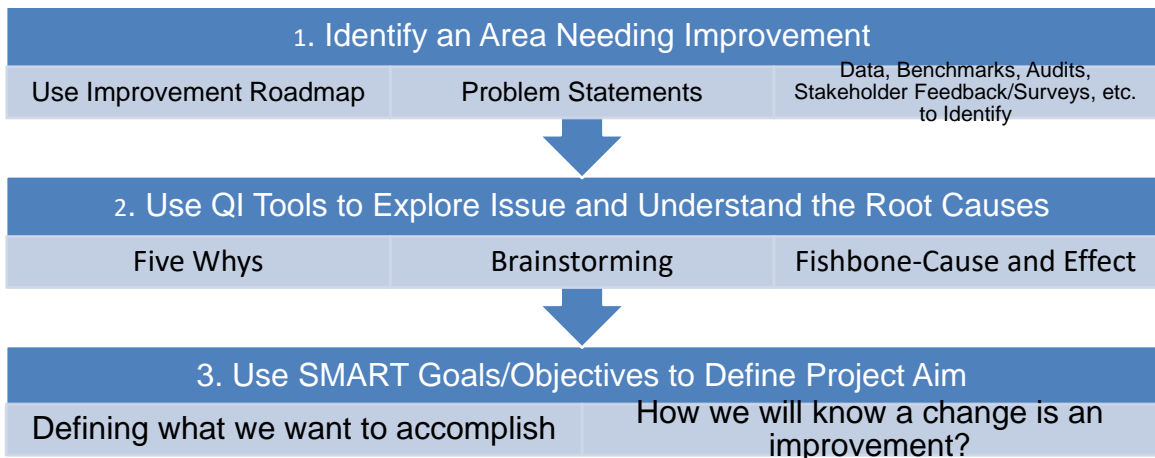 1. Identify an Area Needing Improvement
Use Improvement Roadmap
Problem Statements
Data, Benchmarks, Audits,
Stakeholder Feedback/Surveys, etc.
to Identify
2. Use QI Tools to Explore Issue and Understand the Root Causes
Five Whys
Brainstorming
Fishbone-Cause and Effect
3. Use SMART Goals/Objectives to Define Project Aim
Defining what we want to accomplish
How we will know a change is an
improvement?